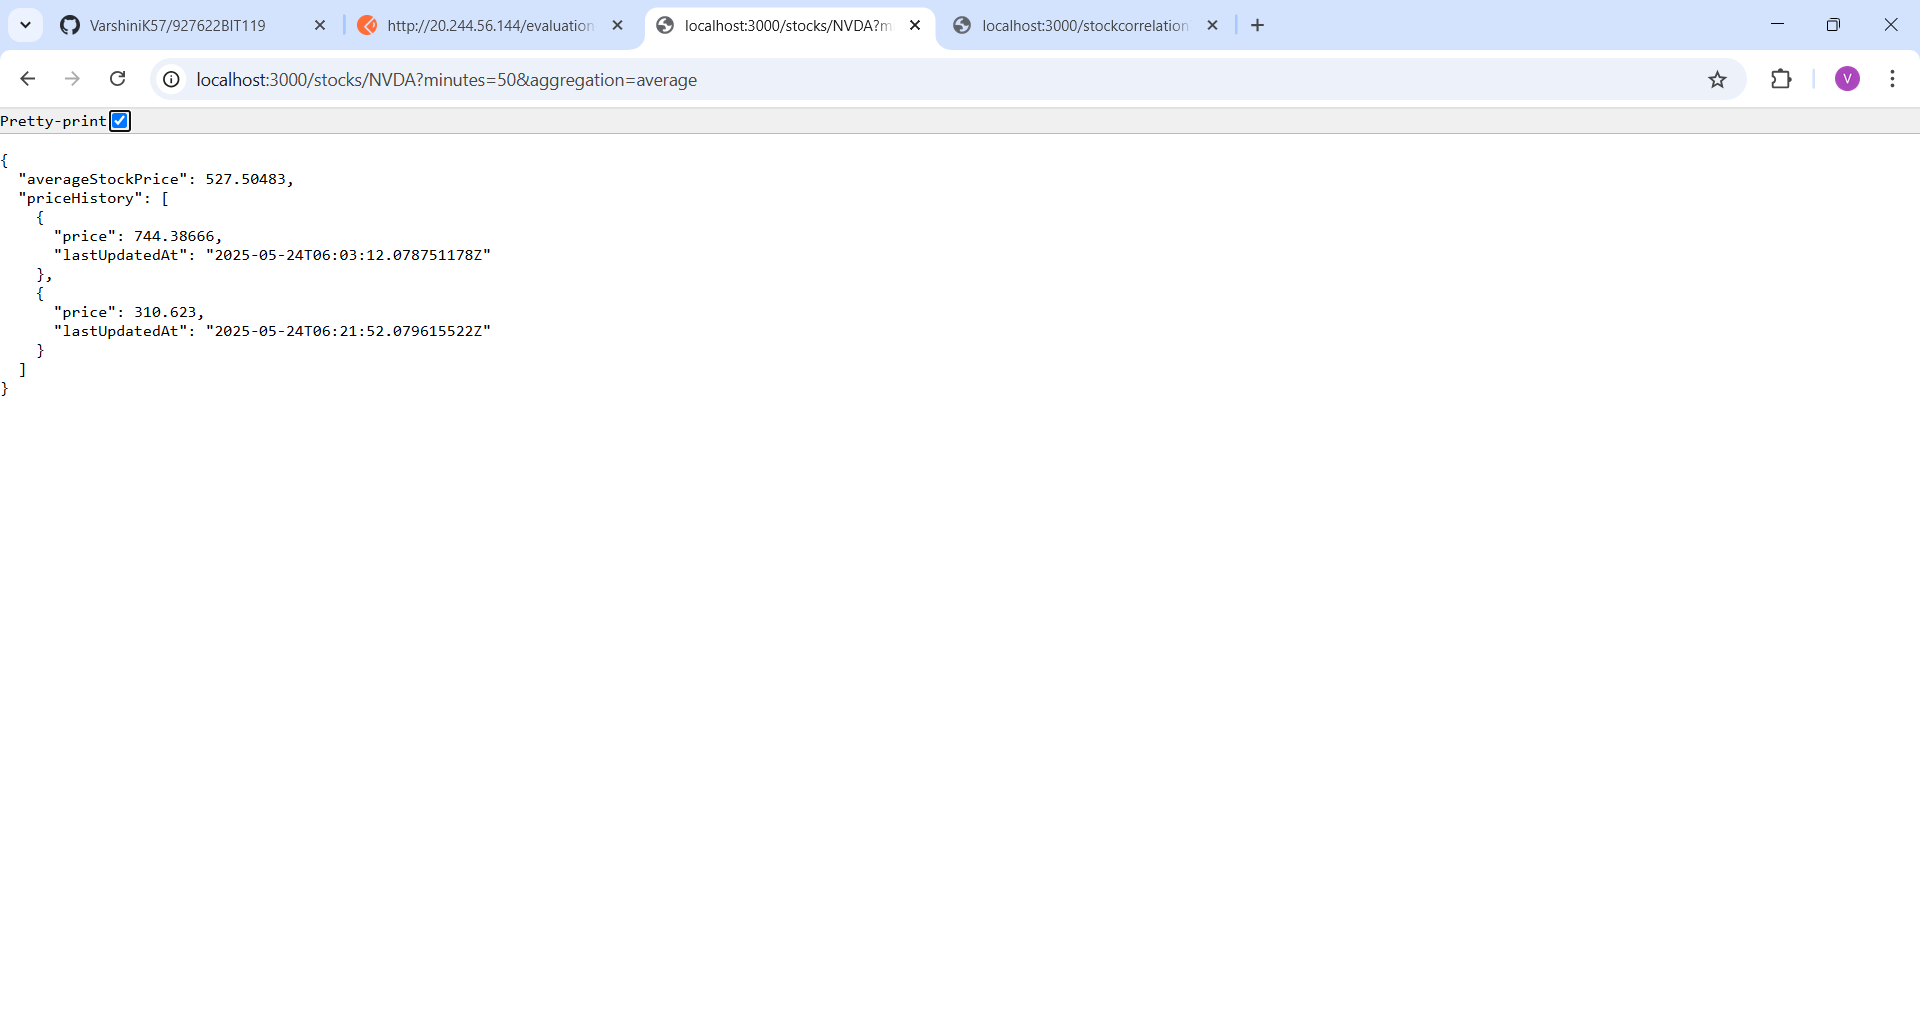 VarshiniK57/927622BIT119
http://20.244.56.144/evaluation
localhost:3000/stocks/NVDA?m
localhost:3000/stockcorrelation
localhost:3000/stocks/NVDA?minutes=50&aggregation=average
V
Pretty-print
{
  "averageStockPrice": 527.50483,
  "priceHistory": [
    {
      "price": 744.38666,
      "lastUpdatedAt": "2025-05-24T06:03:12.078751178Z"
    },
    {
      "price": 310.623,
      "lastUpdatedAt": "2025-05-24T06:21:52.079615522Z"
    }
  ]
}